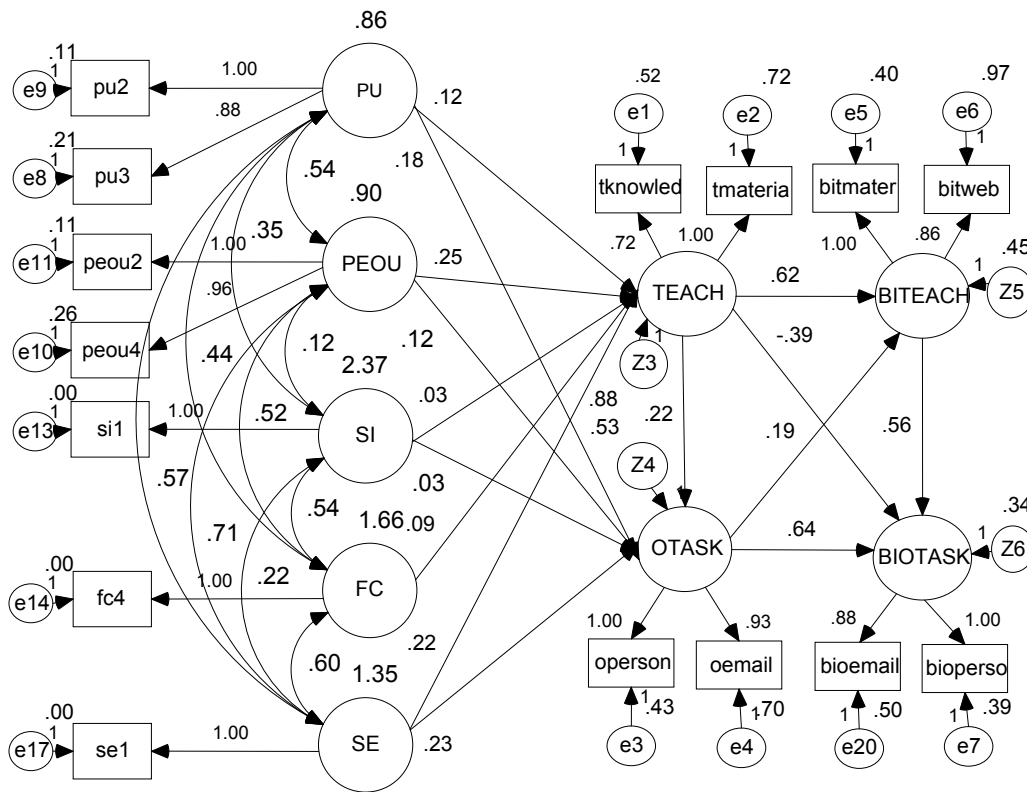 .86
.11
1
e9
pu2
1.00
PU
.12
.52
.72
.40
.97
e1
e2
e5
e6
.88
.21
1
e8
pu3
.18
1
1
1
1
.54
.90
tknowled
tmateria
bitmater
bitweb
.11
1
e11
peou2
1.00
.35
PEOU
.25
.72
1.00
1.00
.86
.45
1
Z5
TEACH
.62
BITEACH
.96
.26
1
e10
peou4
.44
.12
2.37
.12
1
Z3
-.39
.00
1
e13
si1
1.00
.52
SI
.03
.88
.53
.22
.19
.56
.57
.71
.54
.03
1.66
.09
Z4
1
.34
1
Z6
OTASK
.64
BIOTASK
.00
1
e14
fc4
1.00
.22
FC
.60
1.35
.22
1.00
.93
.88
1.00
operson
oemail
bioemail
bioperso
.00
1
e17
se1
1.00
SE
.23
1
.43
1
.70
1
.50
1
.39
e3
e4
e20
e7